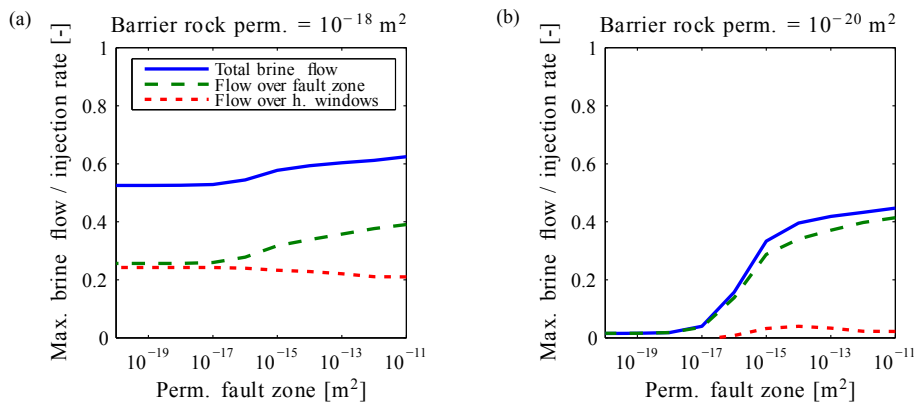 (a)
Barrier rock perm. = 10⁻¹⁸ m²
Max. brine flow / injection rate [-]
1
0.8
0.6
0.4
0.2
0
Total brine flow
Flow over fault zone
Flow over h. windows
10⁻¹⁹ 10⁻¹⁷ 10⁻¹⁵ 10⁻¹³ 10⁻¹¹
Perm. fault zone [m²]
(b)
Barrier rock perm. = 10⁻²⁰ m²
Max. brine flow / injection rate [-]
1
0.8
0.6
0.4
0.2
0
10⁻¹⁹ 10⁻¹⁷ 10⁻¹⁵ 10⁻¹³ 10⁻¹¹
Perm. fault zone [m²]